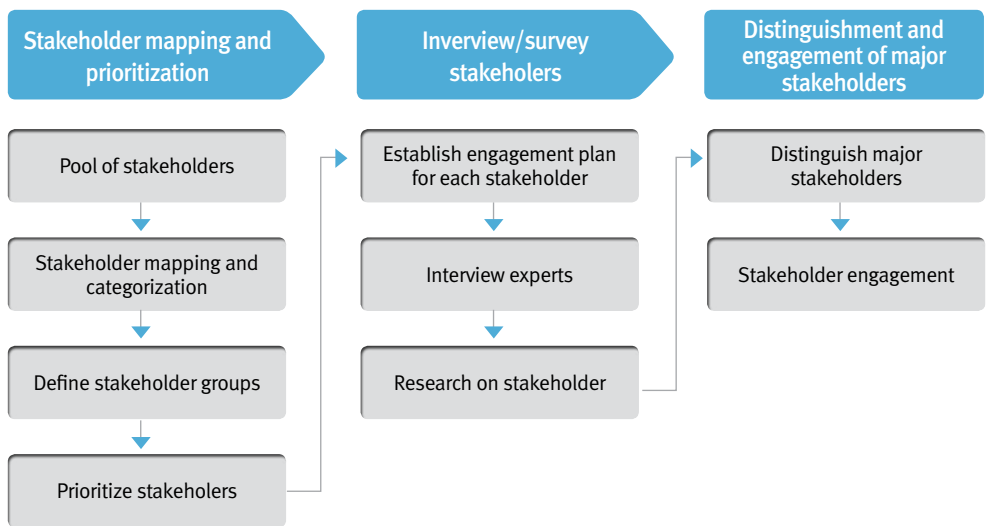 Stakeholder mapping and
prioritization
Inverview/survey
stakeholers
Distinguishment and
engagement of major
stakeholders
Pool of stakeholders
Stakeholder mapping and
categorization
Define stakeholder groups
Prioritize stakeholers
Establish engagement plan
for each stakeholder
Interview experts
Research on stakeholder
Distinguish major
stakeholders
Stakeholder engagement